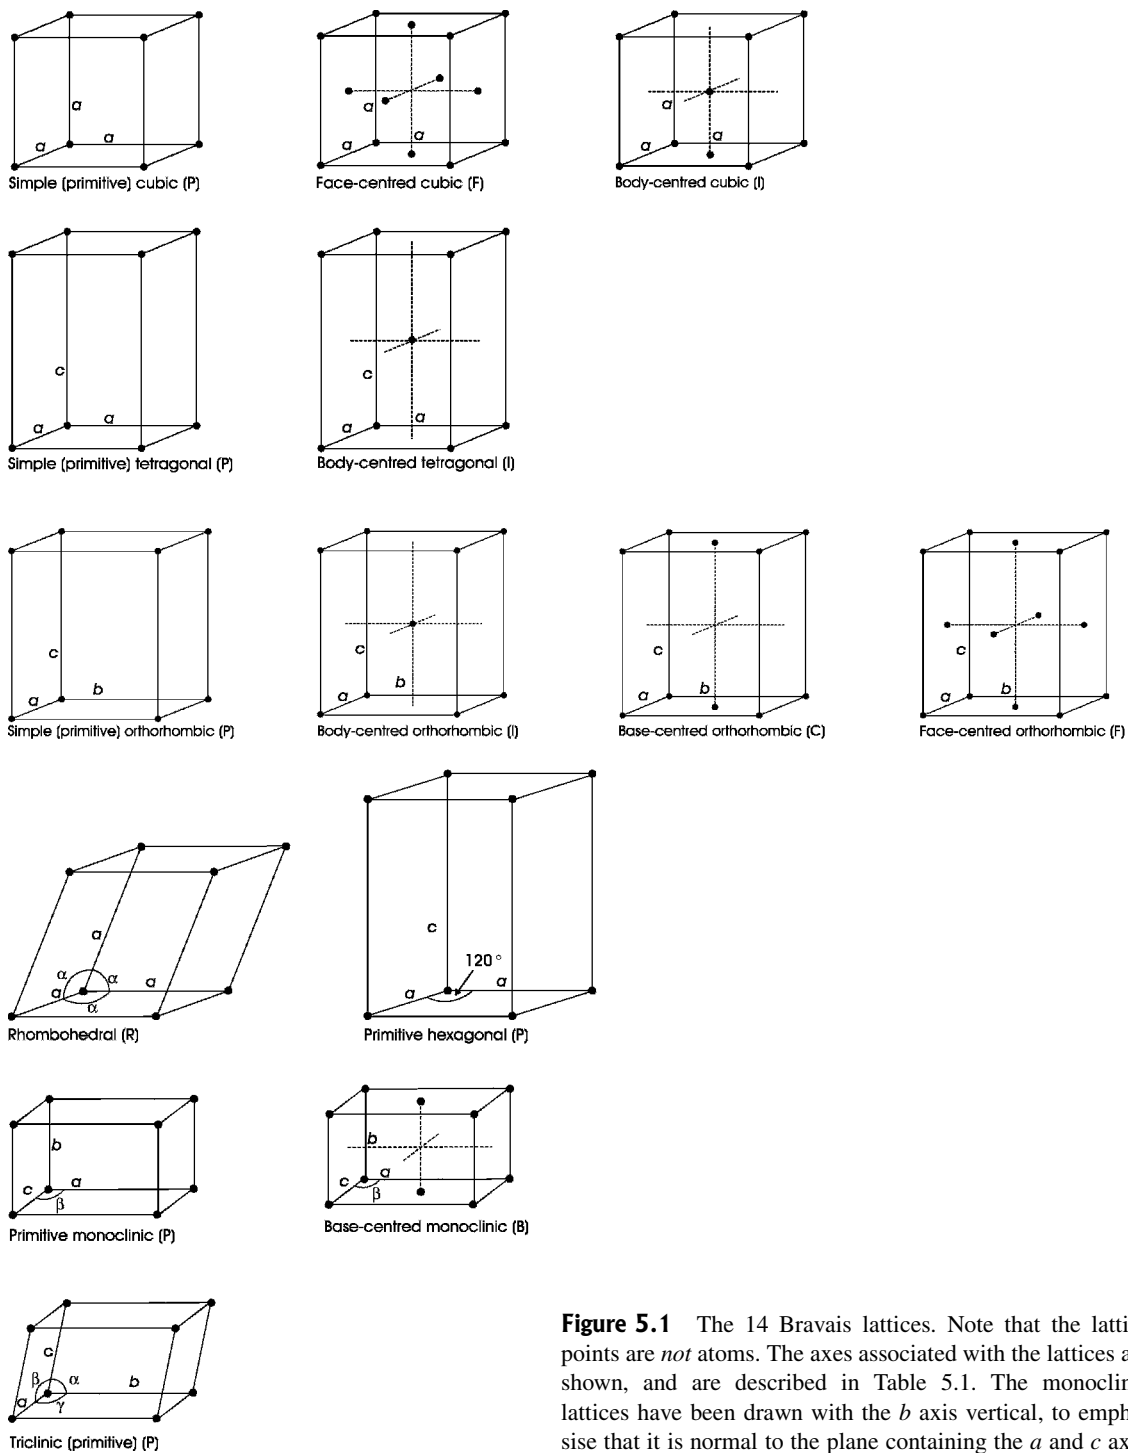 a
a
a
Simple (primitive) cubic (P)
a
a
a
Face-centred cubic (F)
a
a
a
Body-centred cubic (I)
c
a
a
Simple (primitive) tetragonal (P)
c
a
a
Body-centred tetragonal (I)
c
a
b
Simple (primitive) orthorhombic (P)
c
a
b
Body-centred orthorhombic (I)
c
a
b
Base-centred orthorhombic (C)
c
a
b
Face-centred orthorhombic (F)
a
α
α
a
a
α
Rhombohedral (R)
c
120°
a
a
Primitive hexagonal (P)
b
c
a
β
Primitive monoclinic (P)
b
c
a
β
Base-centred monoclinic (B)
c
β
α
b
a
γ
Triclinic (primitive) (P)
Figure 5.1 The 14 Bravais lattices. Note that the latti
points are not atoms. The axes associated with the lattices a
shown, and are described in Table 5.1. The monoclin
lattices have been drawn with the b axis vertical, to emph
sise that it is normal to the plane containing the a and c ax